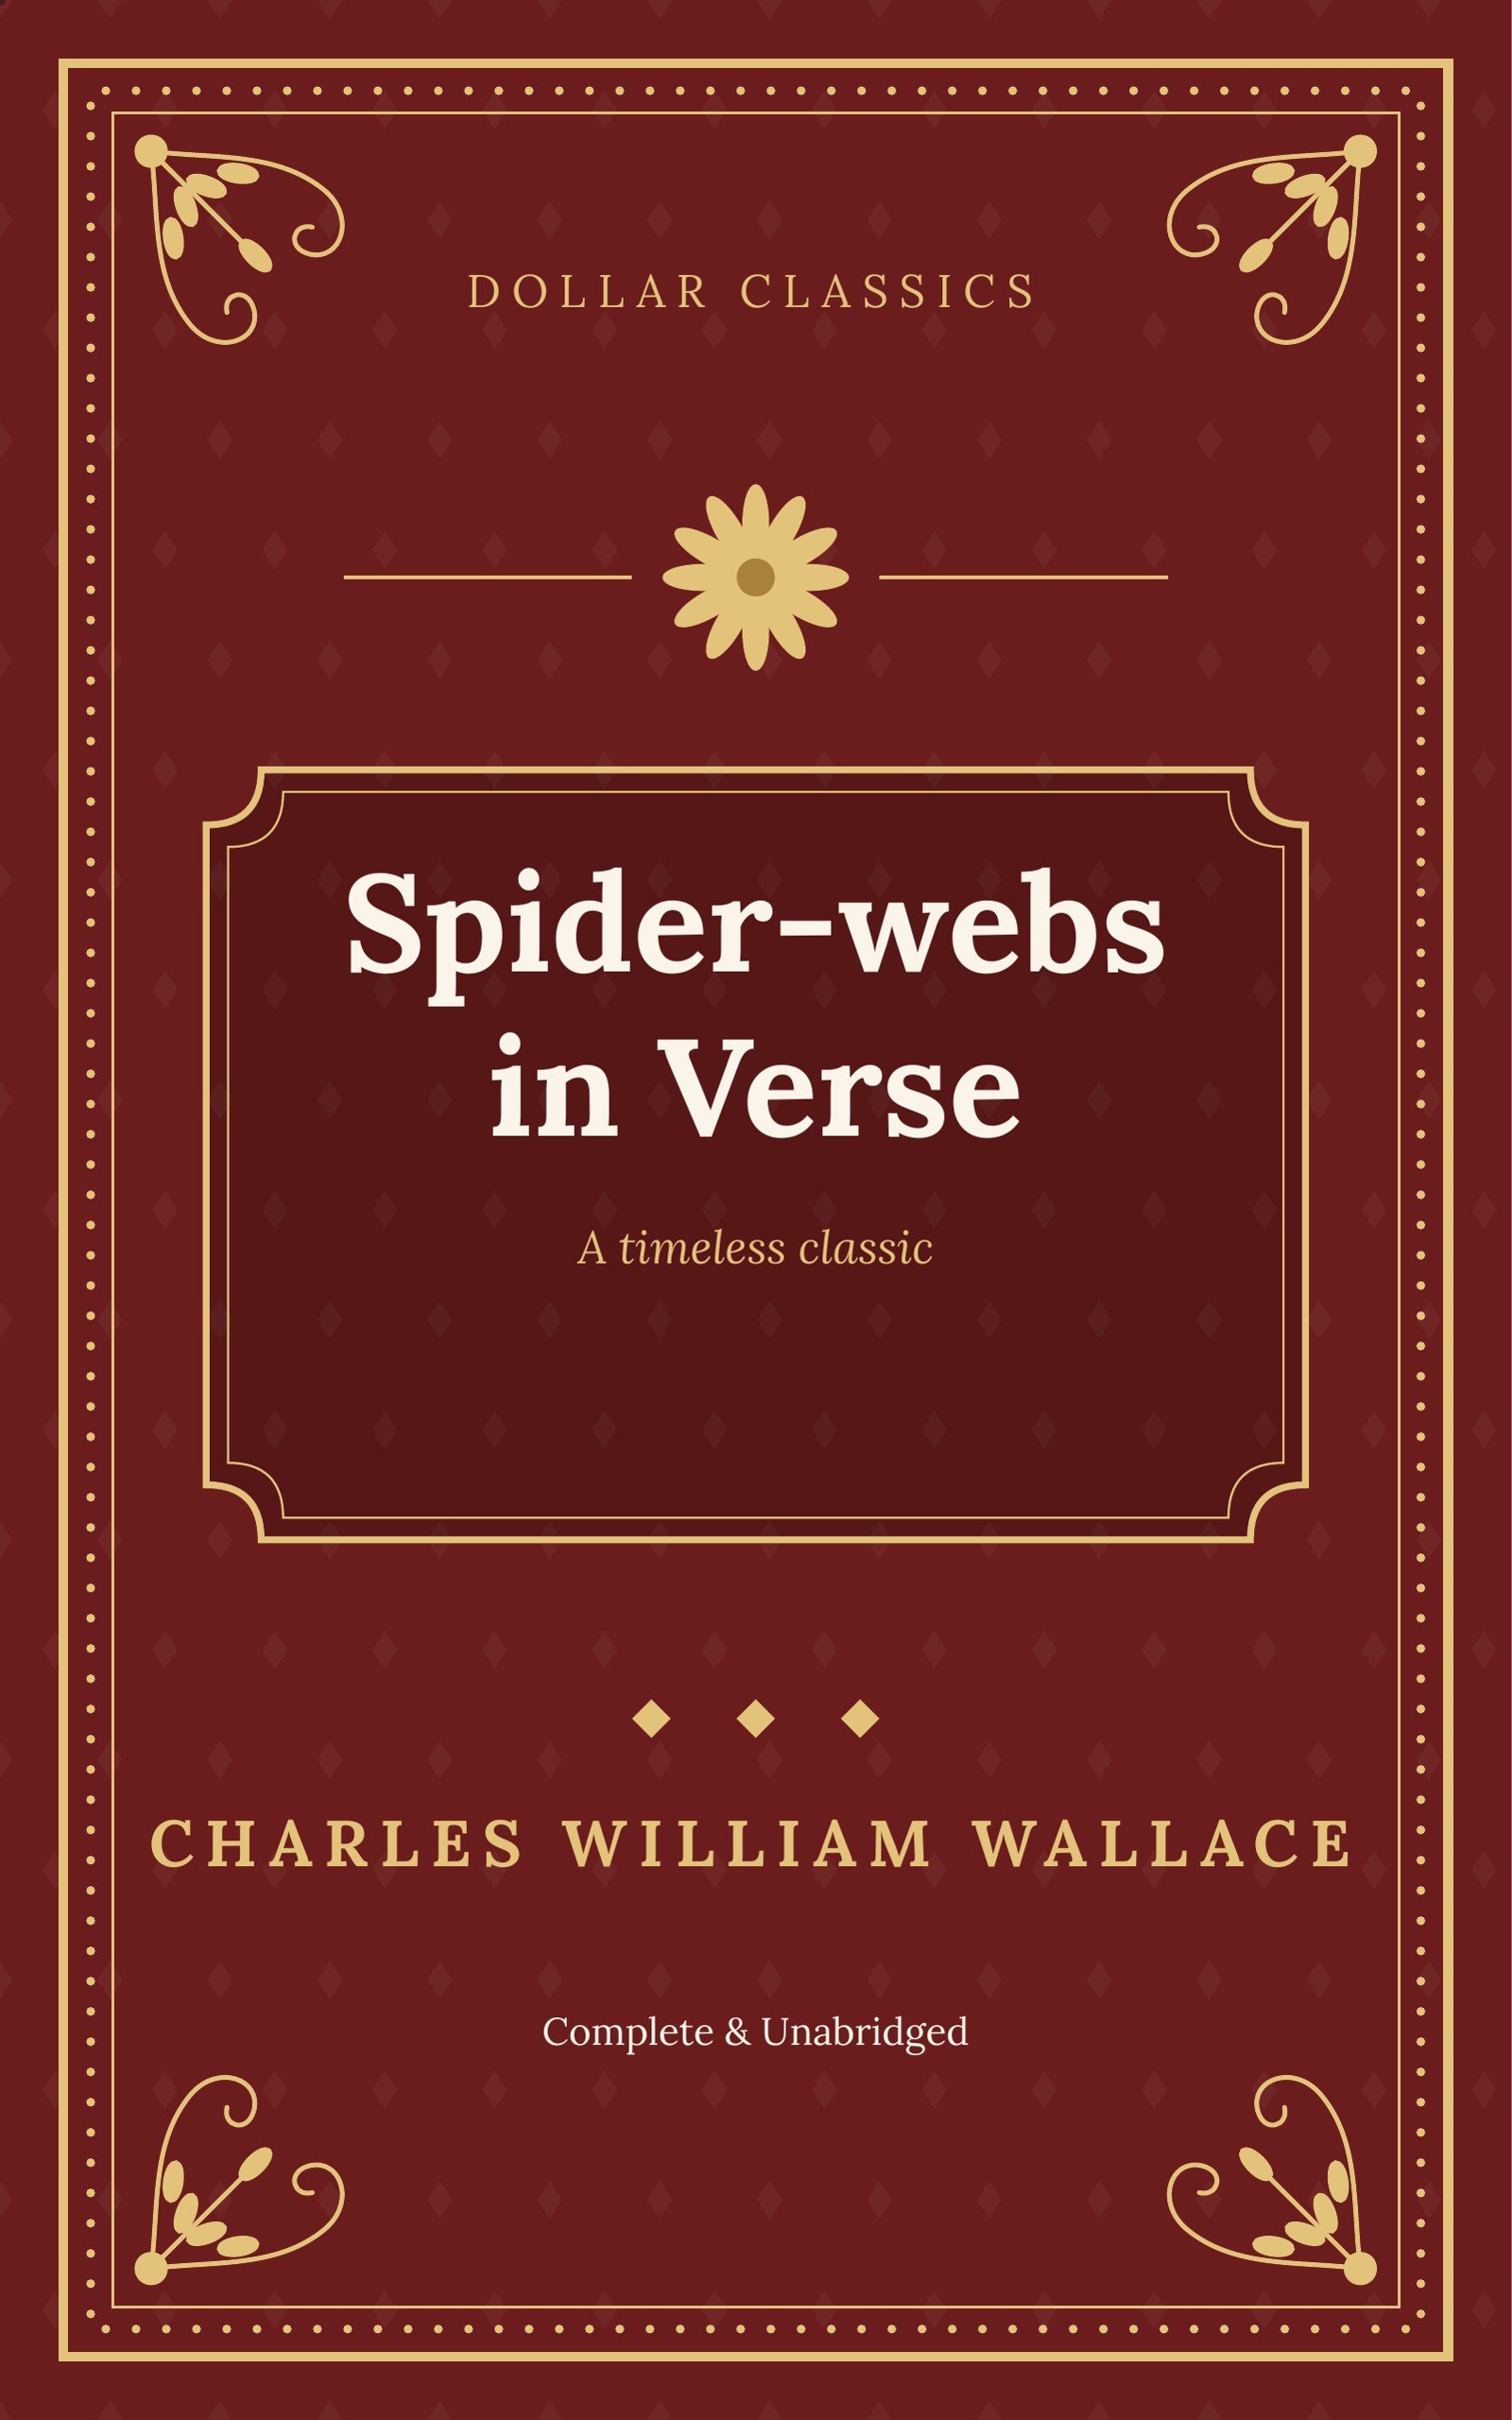 DOLLAR CLASSICS
Spider-webs
in Verse
A timeless classic
CHARLES WILLIAM WALLACE
Complete & Unabridged